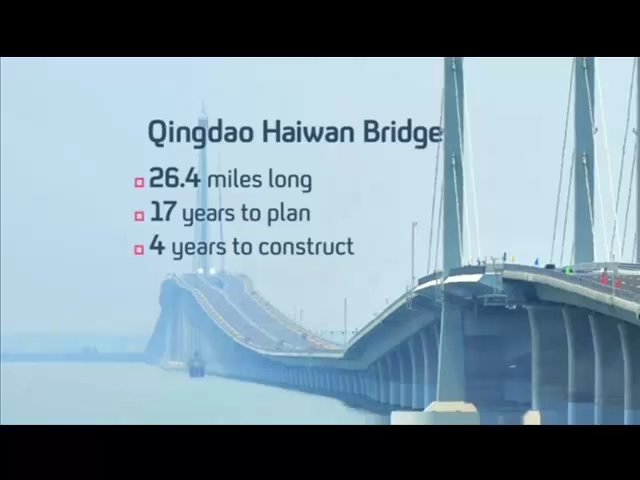 Qingdao Haiwan Bridge
26.4 miles long
17 years to plan
4 years to construct